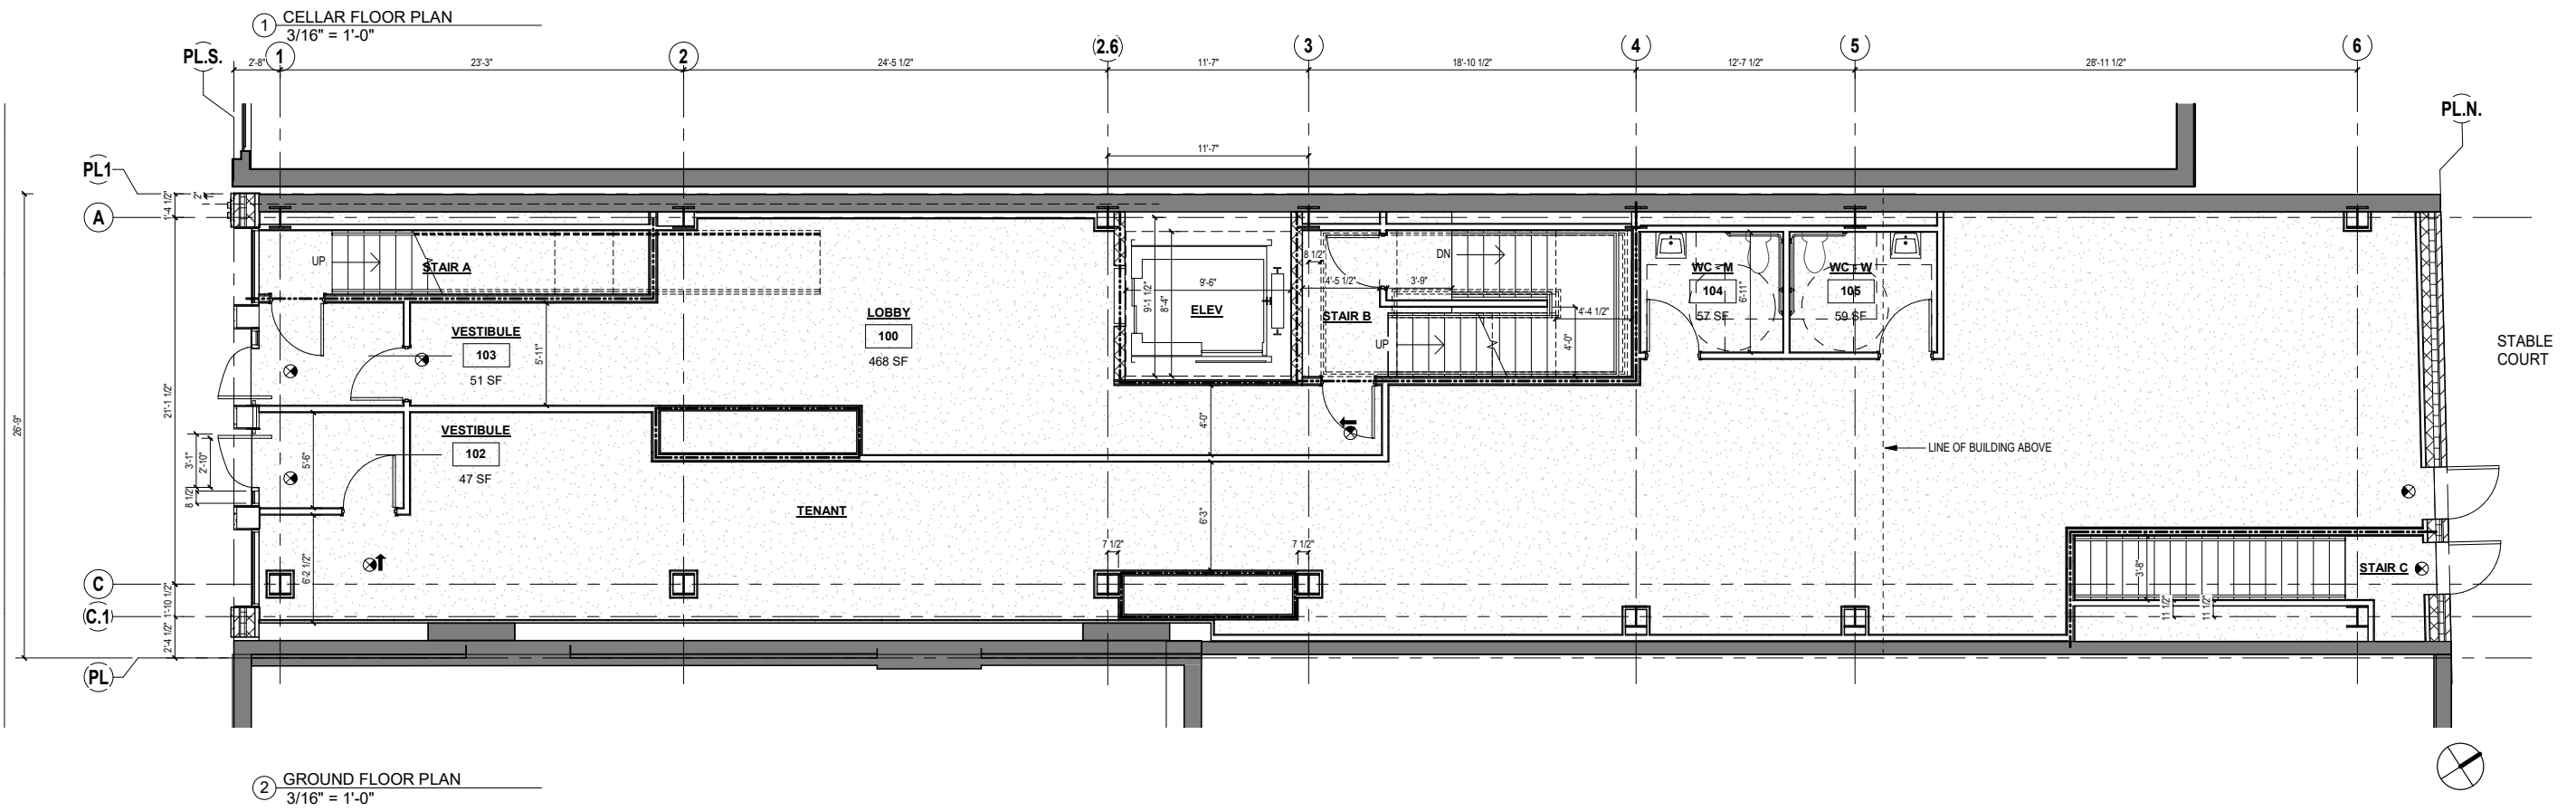 1 CELLAR FLOOR PLAN
3/16" = 1'-0"
PL.S.
1
2
2.6
3
4
5
6
2'-8"
23'-3"
24'-5 1/2"
11'-7"
18'-10 1/2"
12'-7 1/2"
28'-11 1/2"
PL.N.
11'-7"
PL1
1'-4 1/2"
2"
A
UP
STAIR A
LOBBY
100
468 SF
VESTIBULE
103
51 SF
5'-11"
9'-1 1/2"
8'-4"
9'-6"
ELEV
8 1/2"
4'-5 1/2"
3'-9"
DN
STAIR B
UP
4'-4 1/2"
4'-0"
WC - M
104
57 SF
6'-11"
WC - W
105
59 SF
STABLE
COURT
26'-9"
21'-1 1/2"
VESTIBULE
102
47 SF
5'-6"
3'-1"
2'-10"
8 1/2"
4'-0"
LINE OF BUILDING ABOVE
TENANT
6'-3"
6'-2 1/2"
7 1/2"
7 1/2"
C
1'-10 1/2"
C.1
2'-4 1/2"
3'-8"
STAIR C
11 1/2"
11 1/2"
PL
2 GROUND FLOOR PLAN
3/16" = 1'-0"